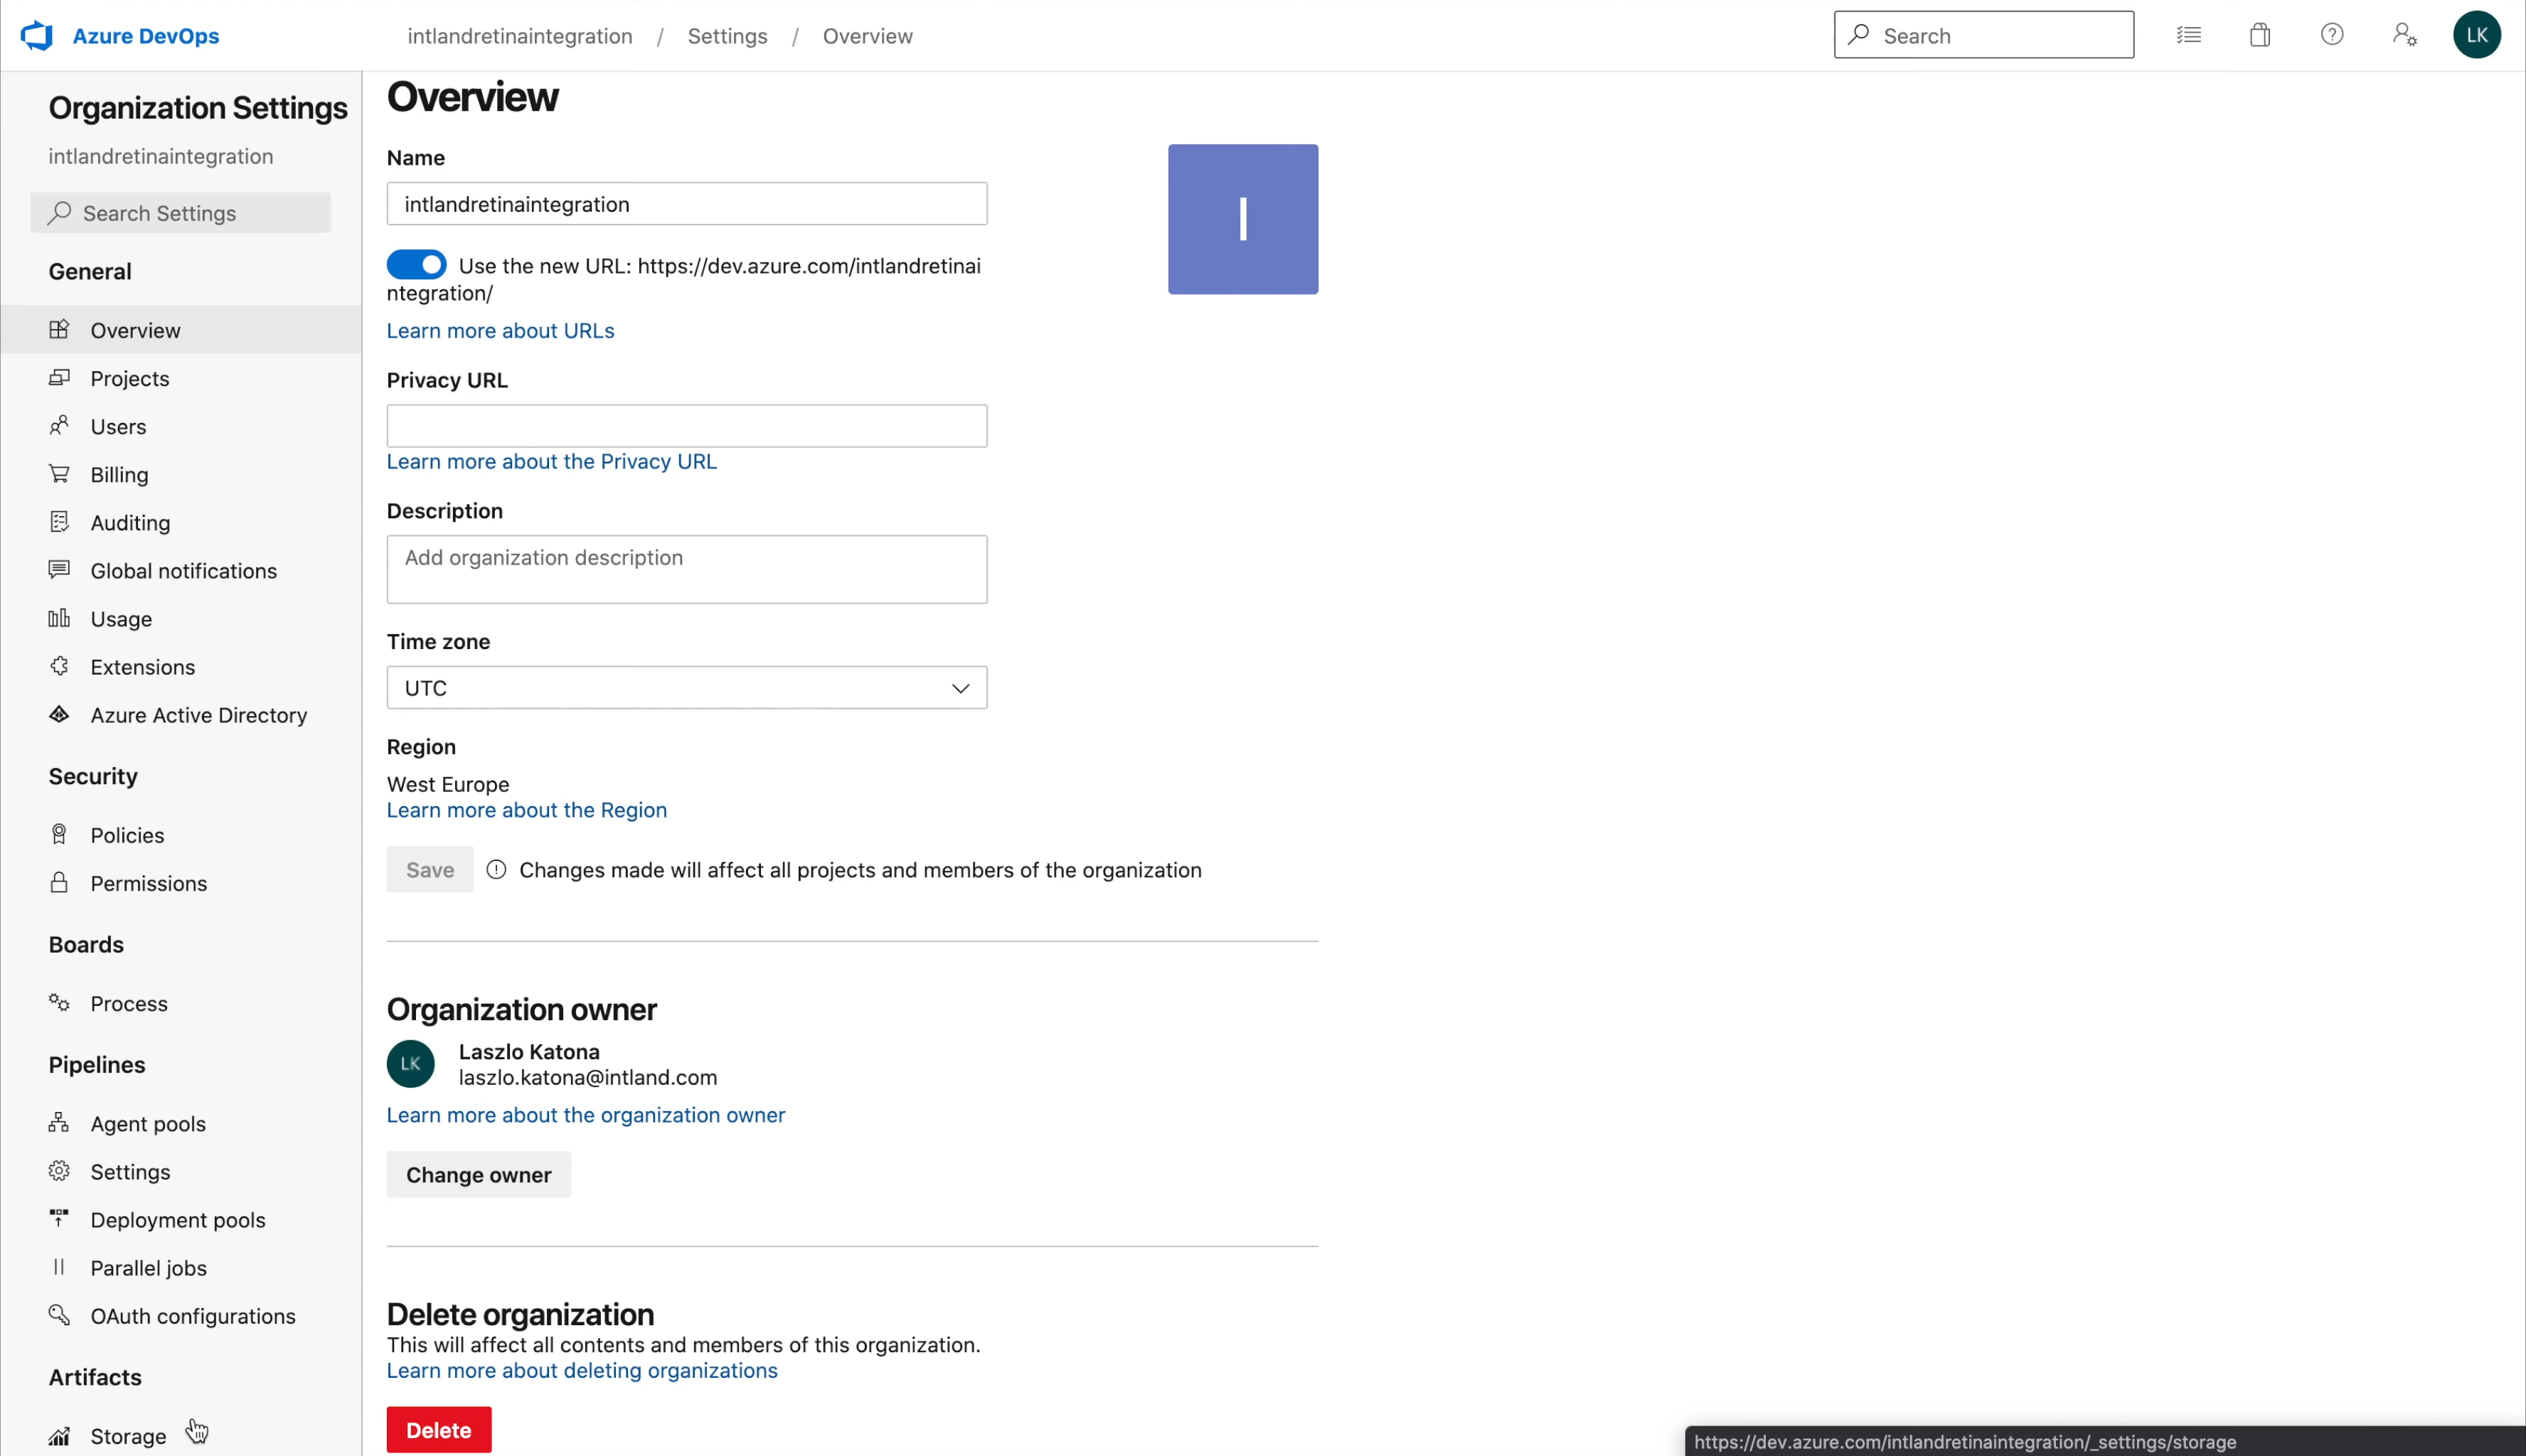 Azure DevOps
intlandretinaintegration / Settings / Overview
Search
LK
Organization Settings
intlandretinaintegration
Search Settings
General
Overview
Projects
Users
Billing
Auditing
Global notifications
Usage
Extensions
Azure Active Directory
Security
Policies
Permissions
Boards
Process
Pipelines
Agent pools
Settings
Deployment pools
Parallel jobs
OAuth configurations
Artifacts
Storage
Overview
Name
intlandretinaintegration
I
Use the new URL: https://dev.azure.com/intlandretinai
ntegration/
Learn more about URLs
Privacy URL
Learn more about the Privacy URL
Description
Add organization description
Time zone
UTC
Region
West Europe
Learn more about the Region
Save
Changes made will affect all projects and members of the organization
Organization owner
LK
Laszlo Katona
laszlo.katona@intland.com
Learn more about the organization owner
Change owner
Delete organization
This will affect all contents and members of this organization.
Learn more about deleting organizations
Delete
https://dev.azure.com/intlandretinaintegration/_settings/storage